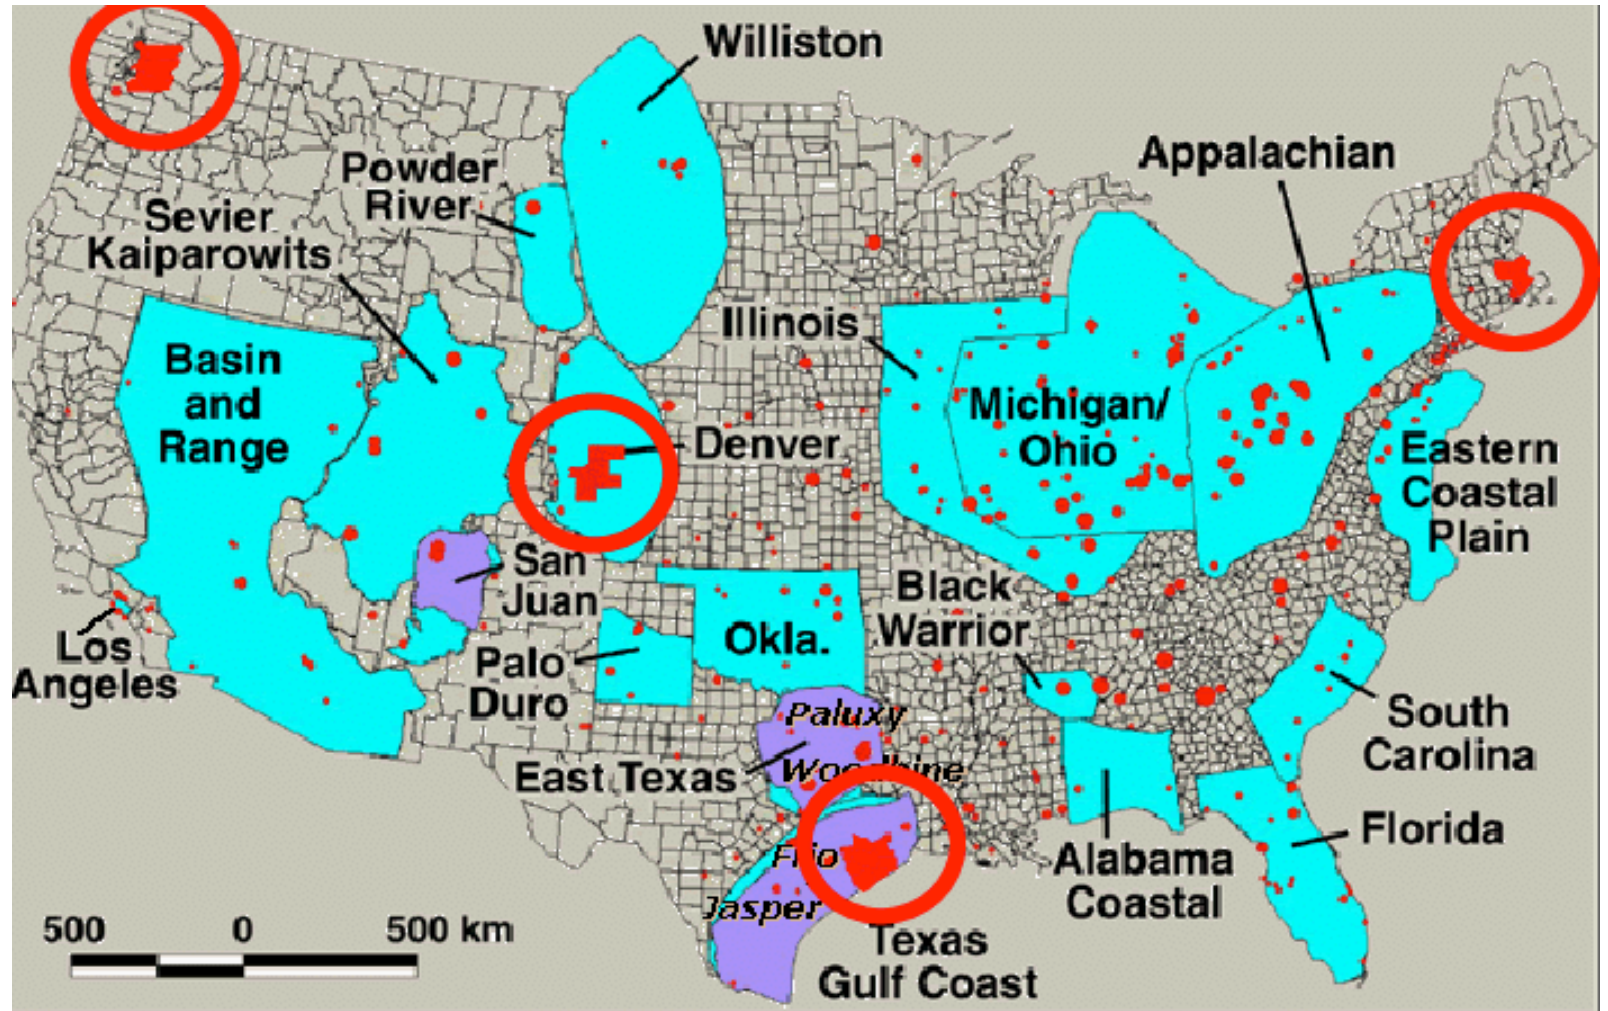 Williston
Appalachian
Powder
River
Sevier
Kaiparowits
Illinois
Basin
and
Range
Michigan/
Ohio
Denver
Eastern
Coastal
Plain
San
Juan
Black
Warrior
Los
Angeles
Okla.
Palo
Duro
Paluxy
South
Carolina
East Texas
Woodbine
Florida
Frio
Alabama
Coastal
Jasper
Texas
Gulf Coast
500 0 500 km